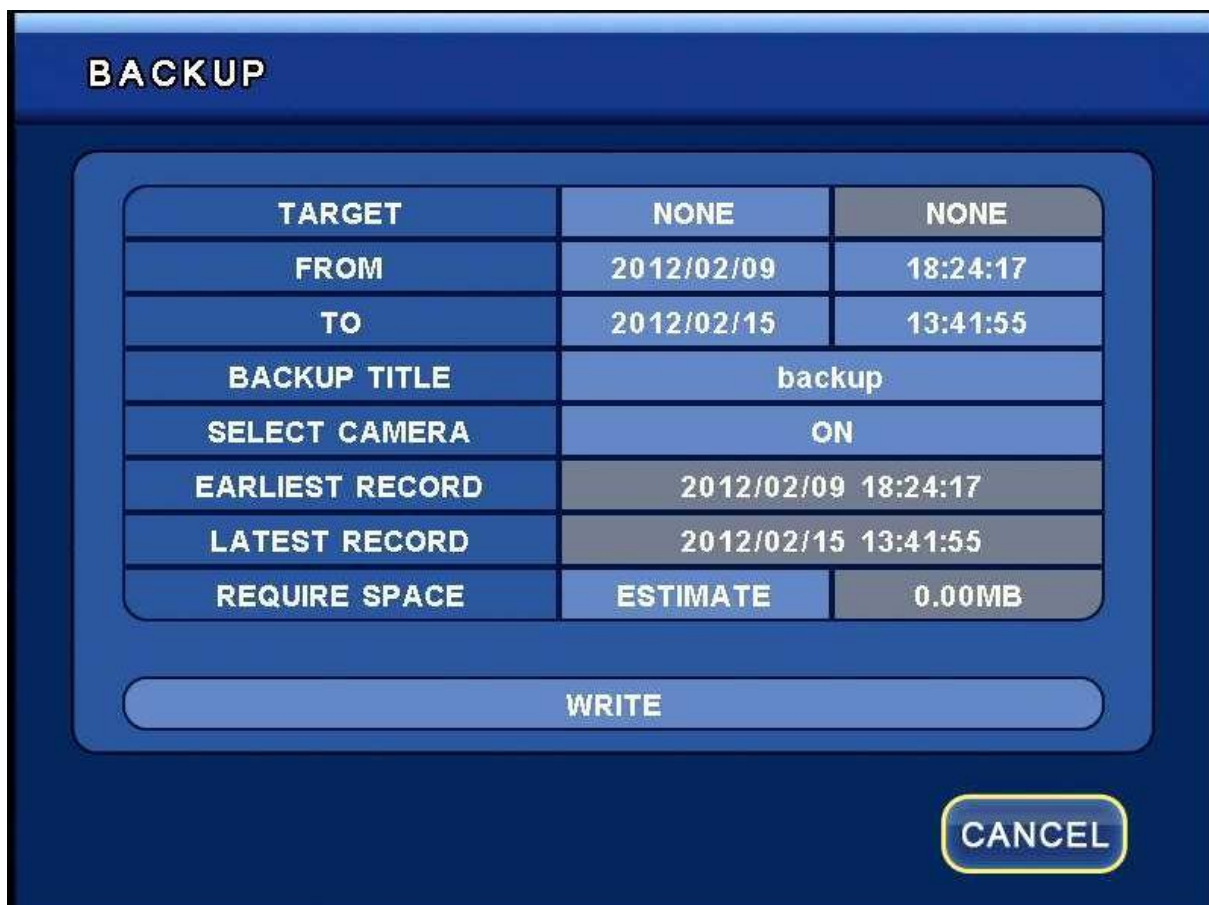 BACKUP
TARGET NONE NONE
FROM 2012/02/09 18:24:17
TO 2012/02/15 13:41:55
BACKUP TITLE backup
SELECT CAMERA ON
EARLIEST RECORD 2012/02/09 18:24:17
LATEST RECORD 2012/02/15 13:41:55
REQUIRE SPACE ESTIMATE 0.00MB
WRITE
CANCEL